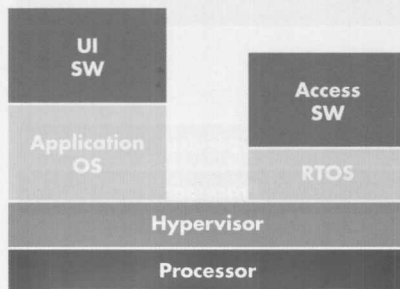 UI
SW
Application
OS
Access
SW
RTOS
Hypervisor
Processor